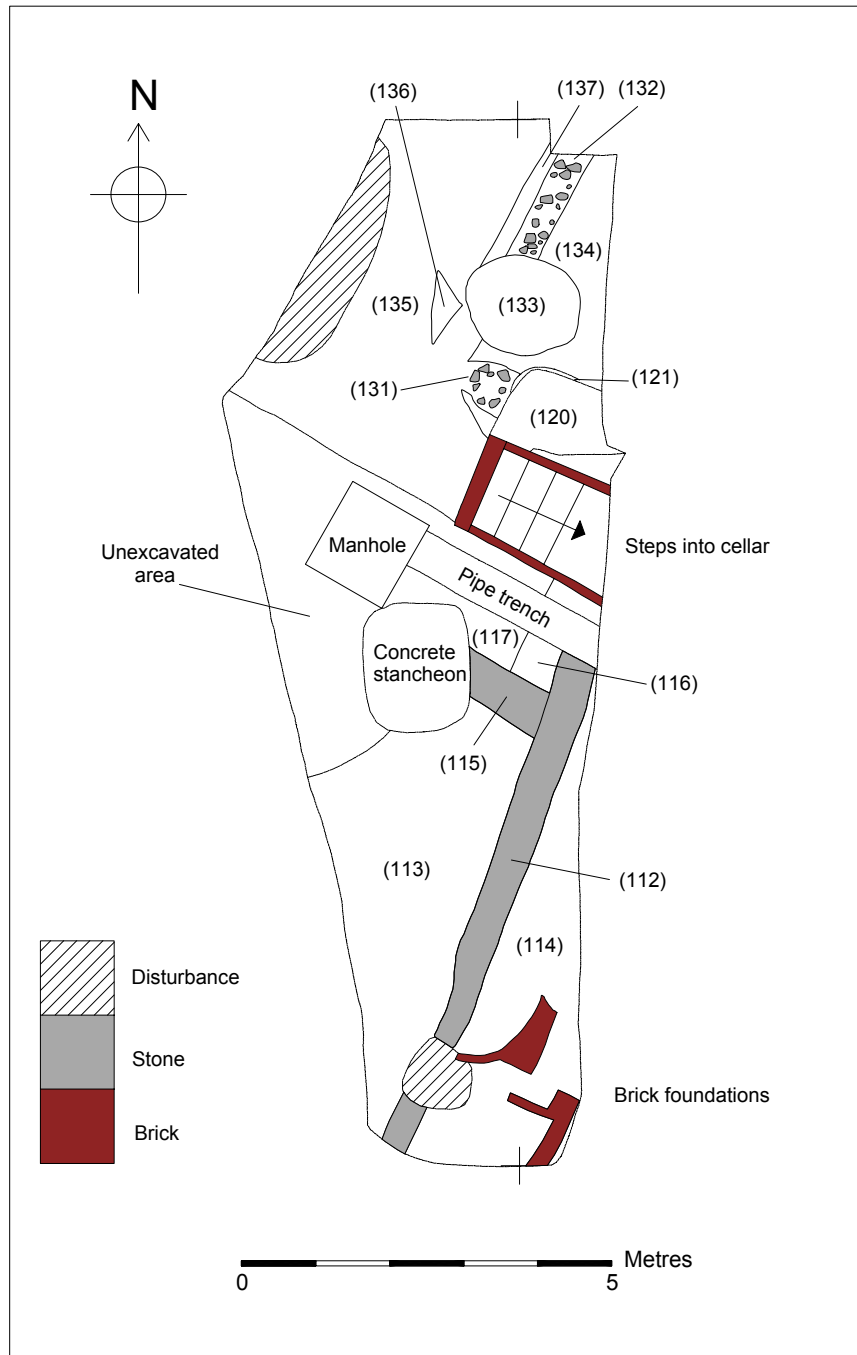 N
(136)
(137)
(132)
(134)
(135)
(133)
(131)
(121)
(120)
Unexcavated
area
Manhole
Steps into cellar
Pipe trench
(117)
Concrete
stancheon
(116)
(115)
(113)
(112)
(114)
Disturbance
Stone
Brick
Brick foundations
Metres
0
5